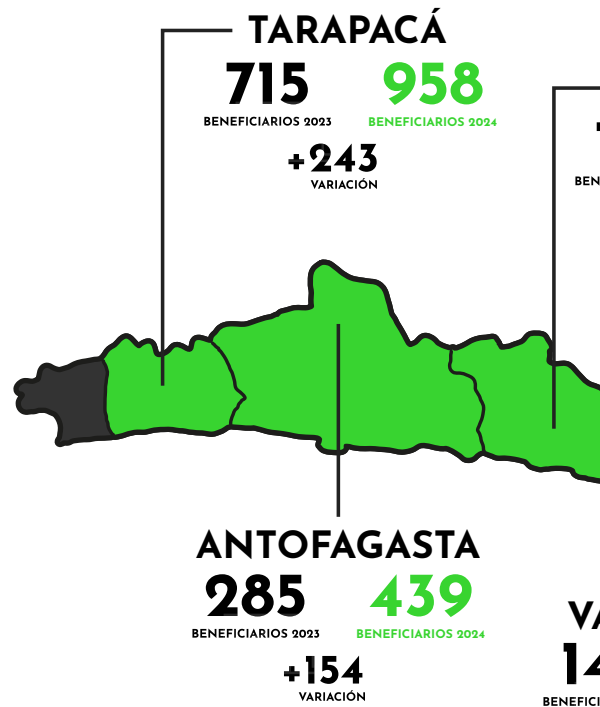 TARAPACÁ
715 958
BENEFICIARIOS 2023 BENEFICIARIOS 2024
+243
VARIACIÓN
ANTOFAGASTA
285 439
BENEFICIARIOS 2023 BENEFICIARIOS 2024
+154
VARIACIÓN